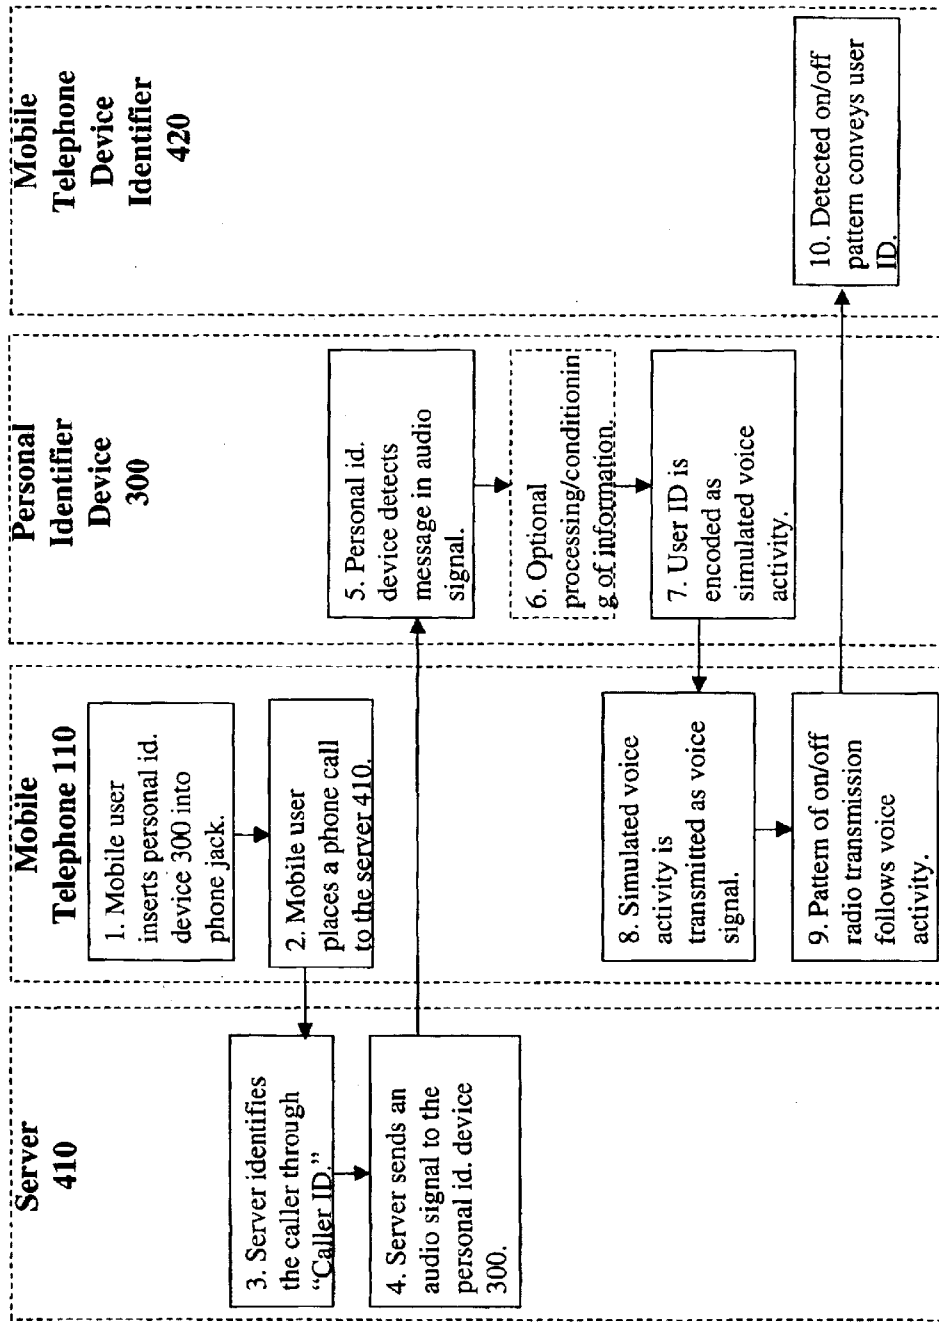 Server
410
3. Server identifies
the caller through
“Caller ID.”
4. Server sends an
audio signal to the
personal id. device
300.
Mobile
Telephone 110
1. Mobile user
inserts personal id.
device 300 into
phone jack.
2. Mobile user
places a phone call
to the server 410.
8. Simulated voice
activity is
transmitted as voice
signal.
9. Pattern of on/off
radio transmission
follows voice
activity.
Personal
Identifier
Device
300
5. Personal id.
device detects
message in audio
signal.
6. Optional
processing/conditionin
g of information.
7. User ID is
encoded as
simulated voice
activity.
Mobile
Telephone
Device
Identifier
420
10. Detected on/off
pattern conveys user
ID.